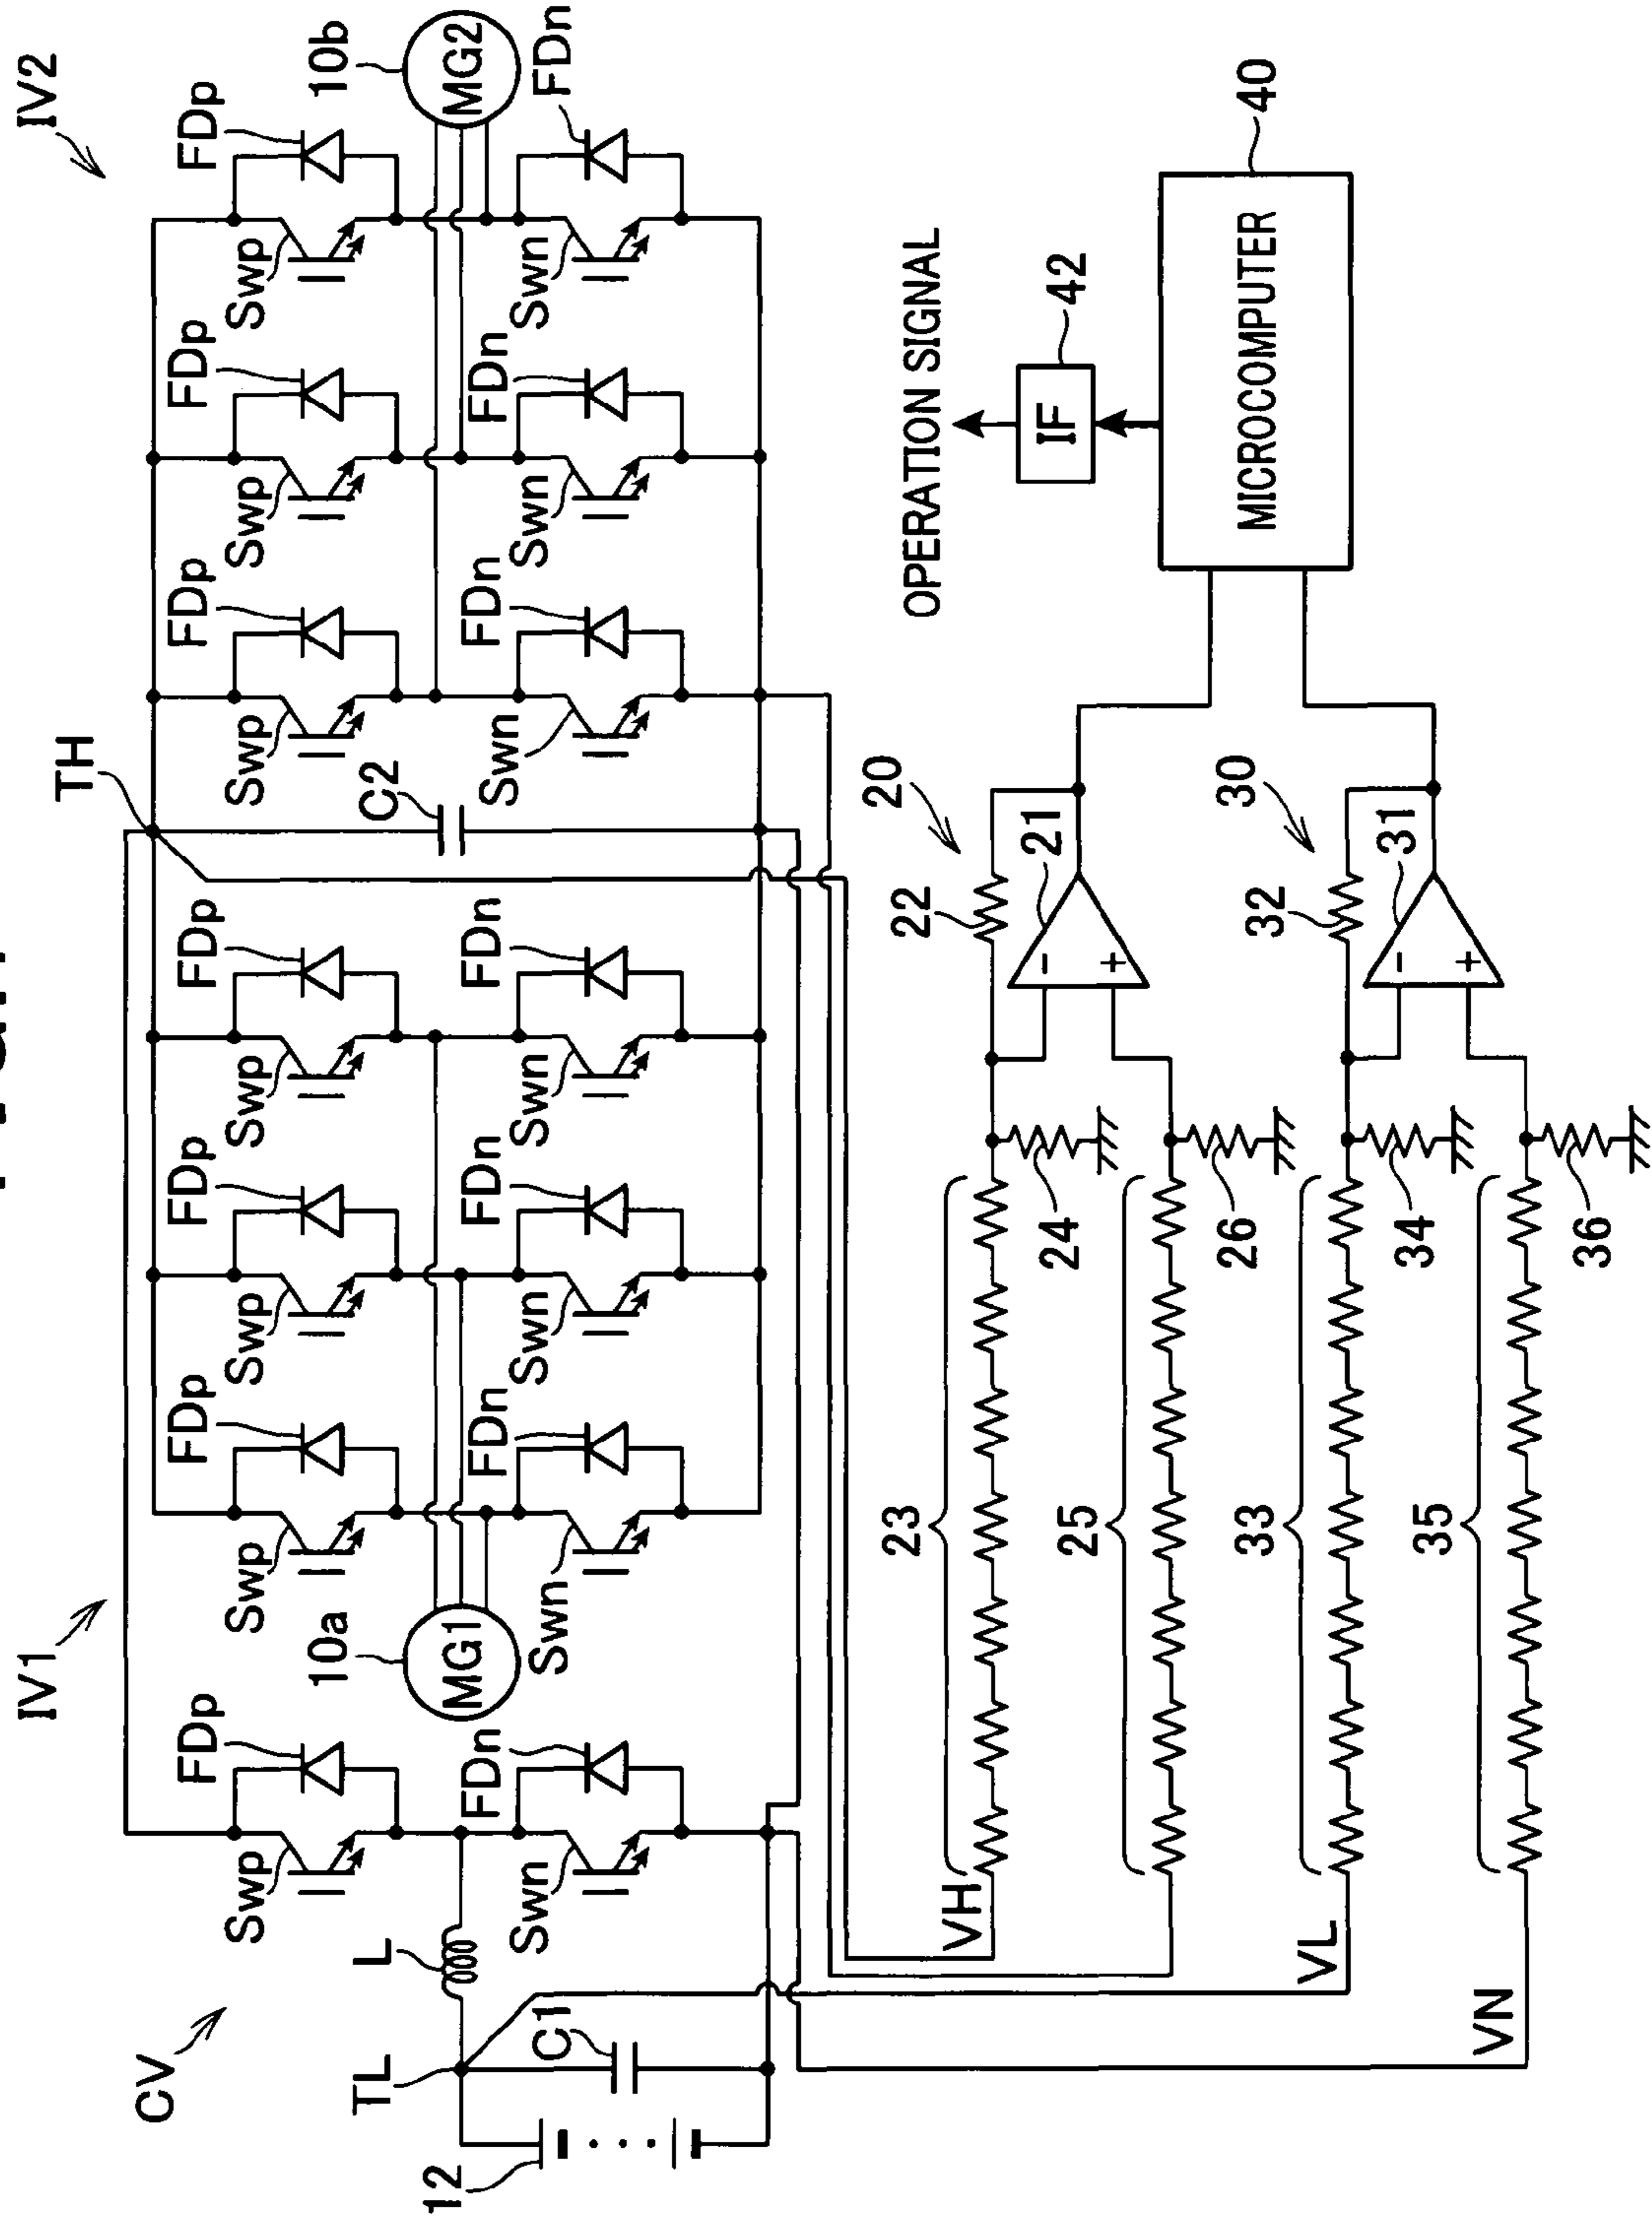 CV
IV1
IV2
TH
FDp
FDp
FDp
FDp
FDp
FDp
FDp
Swp
Swp
Swp
Swp
Swp
Swp
Swp
TL
L
10a
MG1
C2
10b
MG2
12
C1
FDn
FDn
FDn
FDn
FDn
FDn
FDn
Swn
Swn
Swn
Swn
Swn
Swn
Swn
VH
23
22
20
21
-
+
24
25
26
OPERATION SIGNAL
IF
42
MICROCOMPUTER
40
VL
33
32
30
31
-
+
34
VN
35
36